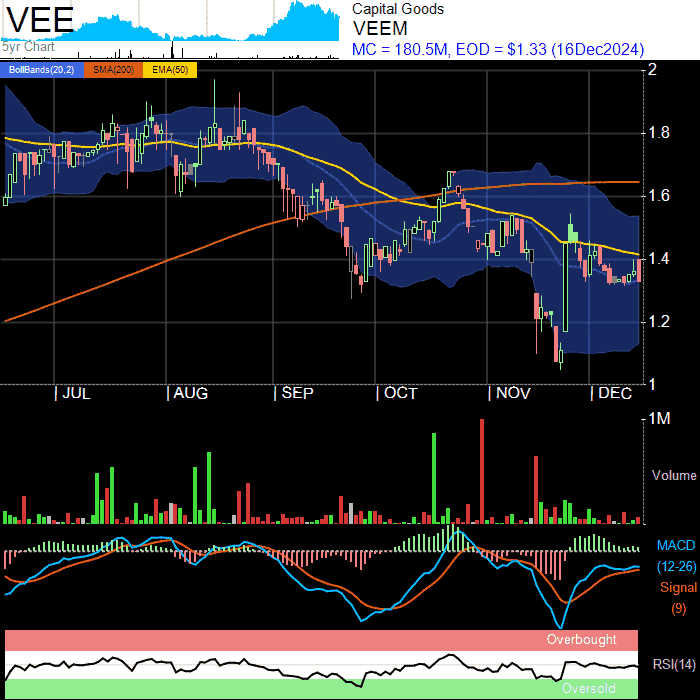 VEE
5yr Chart
Capital Goods
VEEM
MC = 180.5M, EOD = $1.33 (16Dec2024)
BollBands(20,2) SMA(200) EMA(50)
2
1.8
1.6
1.4
1.2
1
JUL AUG SEP OCT NOV DEC
1M
Volume
MACD
(12-26)
Signal
(9)
Overbought
RSI(14)
Oversold